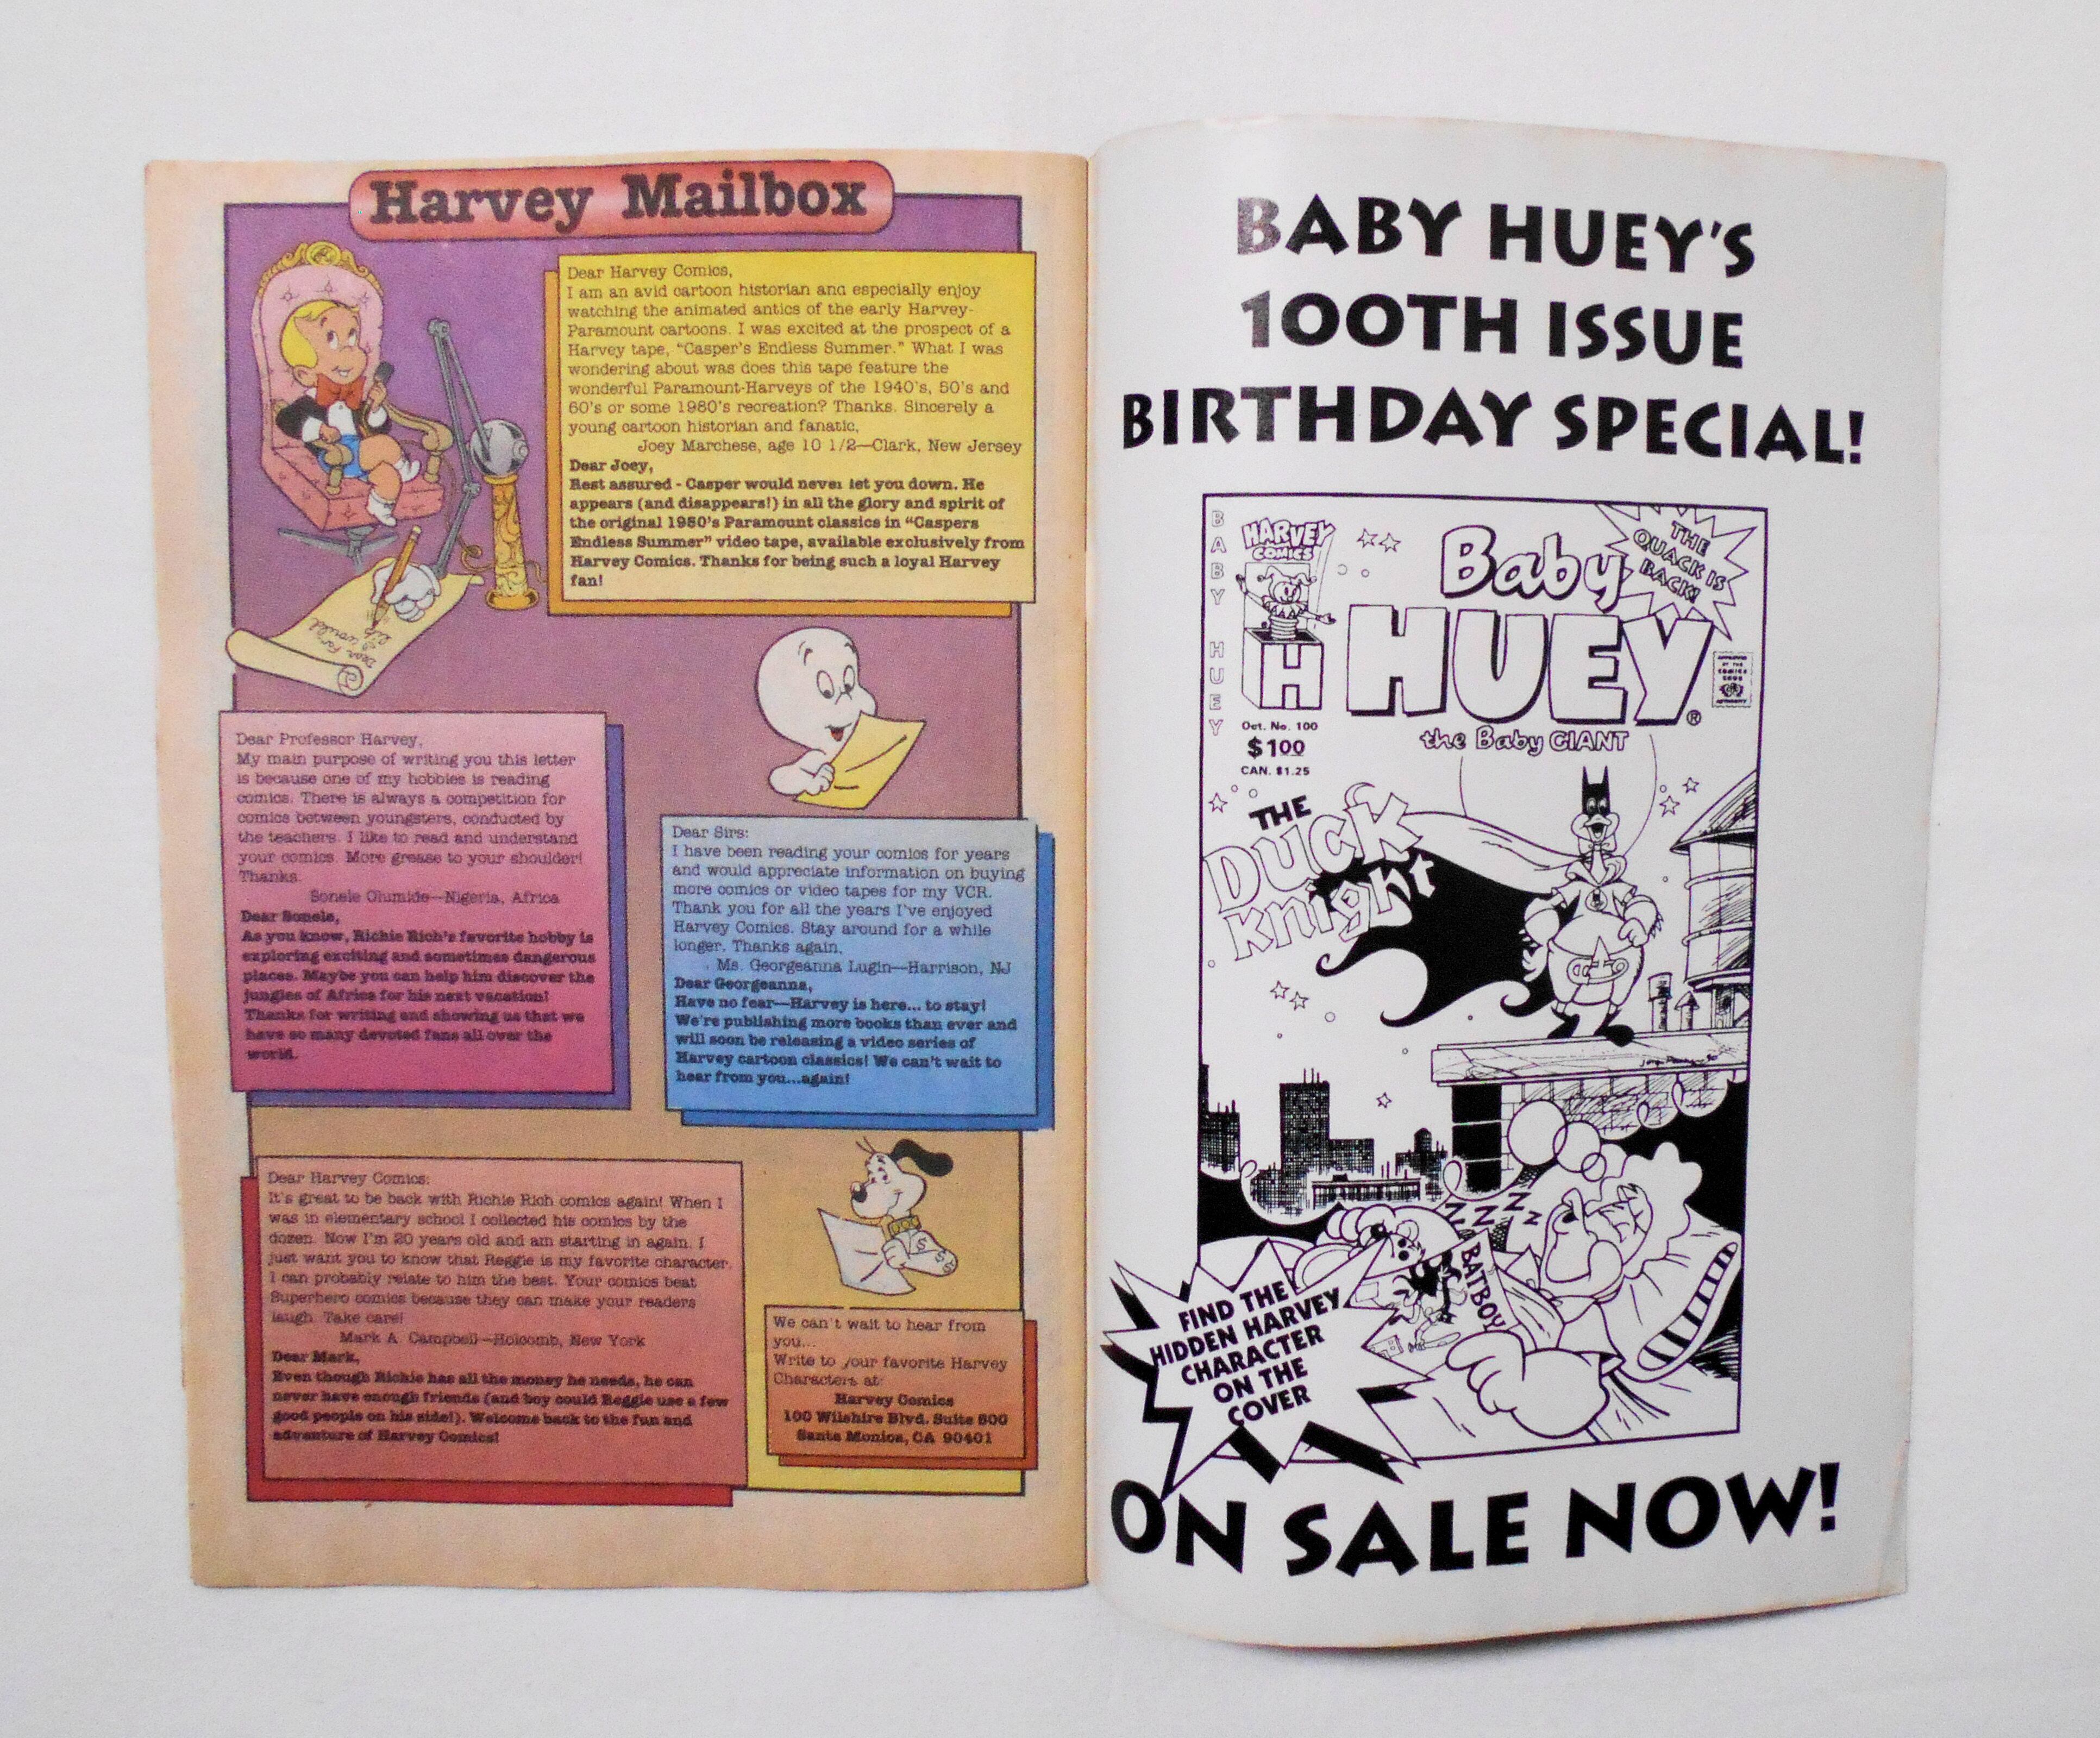 Harvey Mailbox
Dear Harvey Comics,
I am an avid cartoon historian and especially enjoy
watching the animated antics of the early Harvey-
Paramount cartoons. I was excited at the prospect of a
Harvey tape, “Casper's Endless Summer.” What I was
wondering about was does this tape feature the
wonderful Paramount-Harveys of the 1940's, 50's and
60's or some 1980's recreation? Thanks. Sincerely a
young cartoon historian and fanatic,
Joey Marchese, age 10 1/2—Clark, New Jersey
Dear Joey,
Rest assured - Casper would never let you down. He
appears (and disappears!) in all the glory and spirit of
the original 1950's Paramount classics in “Caspers
Endless Summer” video tape, available exclusively from
Harvey Comics. Thanks for being such a loyal Harvey
fan!
Dear Professor Harvey,
My main purpose of writing you this letter
is because one of my hobbies is reading
comics. There is always a competition for
comics between youngsters, conducted by
the teachers. I like to read and understand
your comics. More grease to your shoulder!
Thanks.
Sonele Olumide—Nigeria, Africa
Dear Sonele,
As you know, Richie Rich's favorite hobby is
exploring exciting and sometimes dangerous
places. Maybe you can help him discover the
jungles of Africa for his next vacation!
Thanks for writing and showing us that we
have so many devoted fans all over the
world.
Dear Sirs:
I have been reading your comics for years
and would appreciate information on buying
more comics or video tapes for my VCR.
Thank you for all the years I've enjoyed
Harvey Comics. Stay around for a while
longer. Thanks again,
Ms. Georgeanna Lugin—Harrison, NJ
Dear Georgeanna,
Have no fear—Harvey is here... to stay!
We're publishing more books than ever and
will soon be releasing a video series of
Harvey cartoon classics! We can't wait to
hear from you...again!
Dear Harvey Comics:
It's great to be back with Richie Rich comics again! When I
was in elementary school I collected his comics by the
dozen. Now I'm 20 years old and am starting in again. I
just want you to know that Reggie is my favorite character.
I can probably relate to him the best. Your comics beat
Superhero comics because they can make your readers
laugh. Take care!
Mark A. Campbell—Holcomb, New York
Dear Mark,
Even though Richie has all the money he needs, he can
never have enough friends (and boy could Reggie use a few
good people on his side!). Welcome back to the fun and
adventure of Harvey Comics!
We can't wait to hear from
you...
Write to your favorite Harvey
Characters at:
Harvey Comics
100 Wilshire Blvd. Suite 500
Santa Monica, CA 90401
BABY HUEY'S
100TH ISSUE
BIRTHDAY SPECIAL!
BABY HUEY
HARVEY
COMICS
H
Baby
HUEY®
the Baby GIANT
THE
QUACK IS
BACK!
APPROVED
BY THE
COMICS
CODE
AUTHORITY
Oct. No. 100
$1.00
CAN. $1.25
THE
DUCK
Knight
Z Z Z Z Z
BATBOY
FIND THE
HIDDEN HARVEY
CHARACTER
ON THE
COVER
ON SALE NOW!